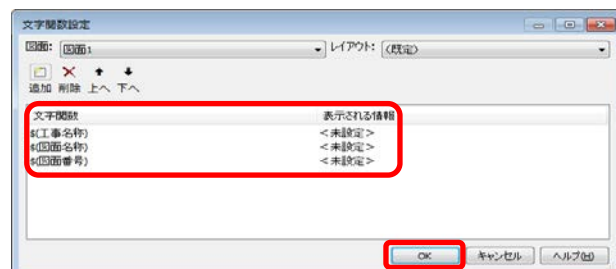 文字関数設定
図面: 図面1 レイアウト: (既定)
追加 削除 上へ 下へ
文字関数 表示される情報
$(工事名称) <未設定>
$(図面名称) <未設定>
$(図面番号) <未設定>
OK キャンセル ヘルプ(H)